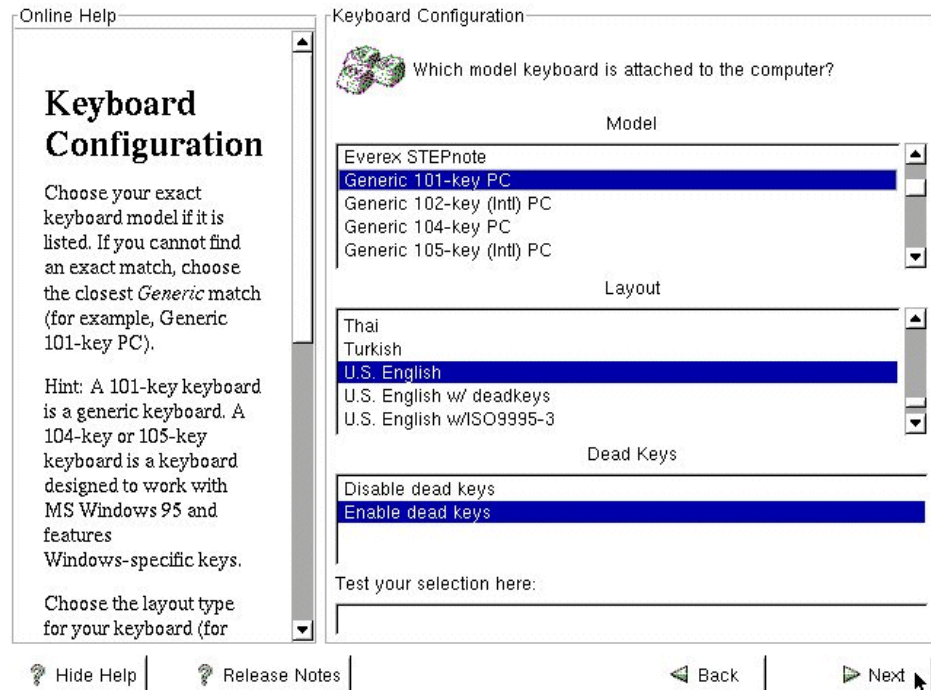 Online Help
Keyboard
Configuration
Choose your exact
keyboard model if it is
listed. If you cannot find
an exact match, choose
the closest Generic match
(for example, Generic
101-key PC).
Hint: A 101-key keyboard
is a generic keyboard. A
104-key or 105-key
keyboard is a keyboard
designed to work with
MS Windows 95 and
features
Windows-specific keys.
Choose the layout type
for your keyboard (for
Keyboard Configuration
Which model keyboard is attached to the computer?
Model
Everex STEPnote
Generic 101-key PC
Generic 102-key (Intl) PC
Generic 104-key PC
Generic 105-key (Intl) PC
Layout
Thai
Turkish
U.S. English
U.S. English w/ deadkeys
U.S. English w/ISO9995-3
Dead Keys
Disable dead keys
Enable dead keys
Test your selection here:
Hide Help
Release Notes
Back
Next